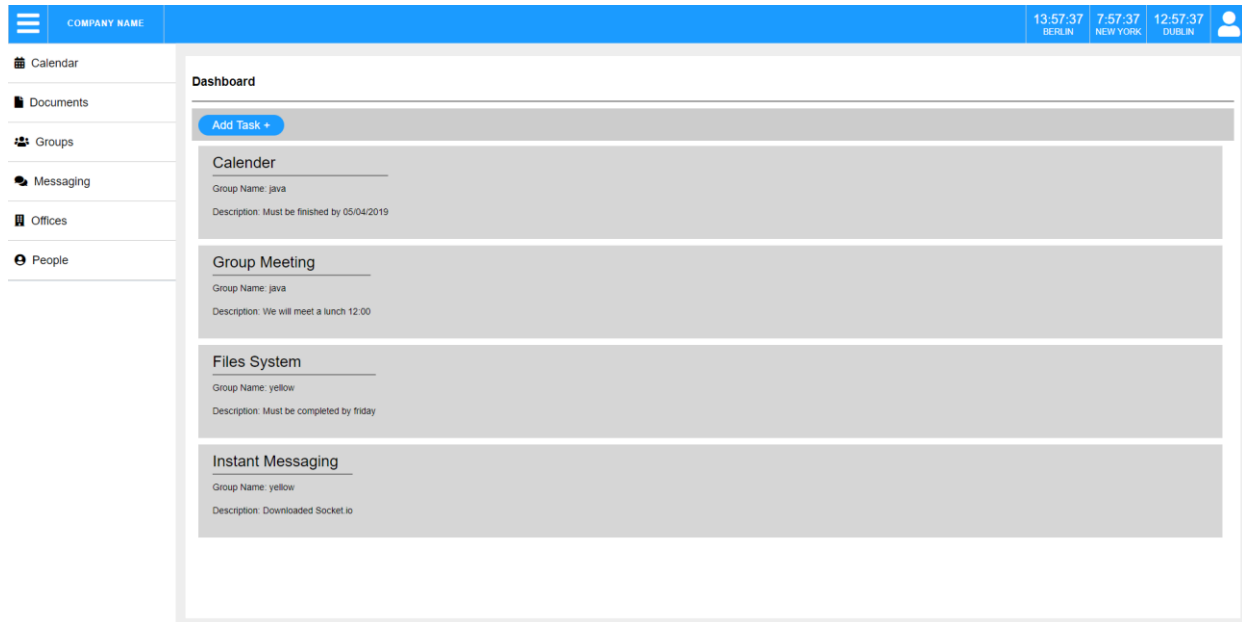 COMPANY NAME
13:57:37 7:57:37 12:57:37
BERLIN NEW YORK DUBLIN
Calendar
Documents
Groups
Messaging
Offices
People
Dashboard
Add Task +
Calender
Group Name: java
Description: Must be finished by 05/04/2019
Group Meeting
Group Name: java
Description: We will meet a lunch 12:00
Files System
Group Name: yellow
Description: Must be completed by friday
Instant Messaging
Group Name: yellow
Description: Downloaded Socket.io